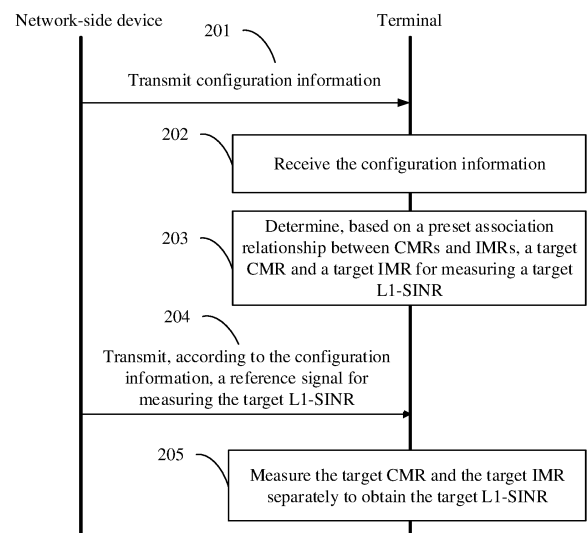 Network-side device
Terminal
201
Transmit configuration information
202
Receive the configuration information
203
Determine, based on a preset association
relationship between CMRs and IMRs, a target
CMR and a target IMR for measuring a target
L1-SINR
204
Transmit, according to the configuration
information, a reference signal for
measuring the target L1-SINR
205
Measure the target CMR and the target IMR
separately to obtain the target L1-SINR